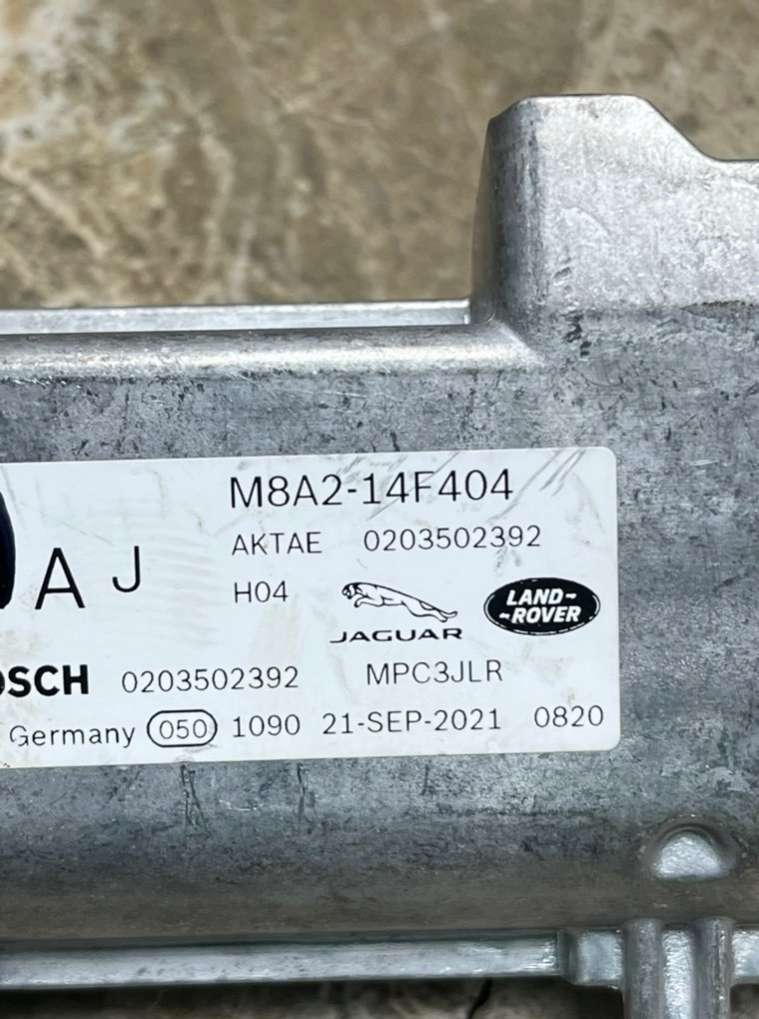 M8A2-14F404
AKTAE 0203502392
A J
H04
JAGUAR
LAND-
-ROVER
OSCH 0203502392 MPC3JLR
Germany 050 1090 21-SEP-2021 0820